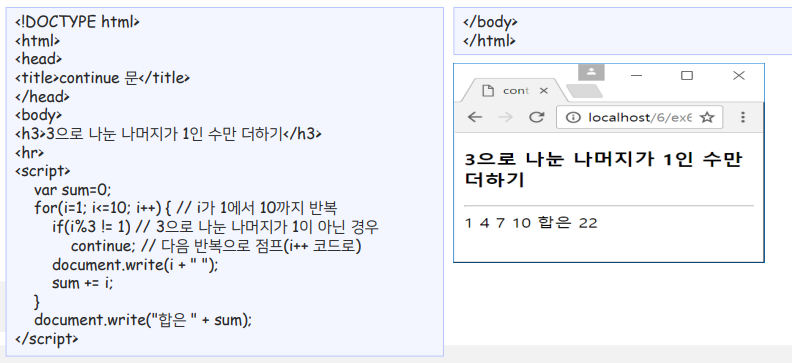 <!DOCTYPE html>
<html>
<head>
<title>continue 문</title>
</head>
<body>
<h3>3으로 나눈 나머지가 1인 수만 더하기</h3>
<hr>
<script>
var sum=0;
for(i=1; i<=10; i++) { // i가 1에서 10까지 반복
if(i%3 != 1) // 3으로 나눈 나머지가 1이 아닌 경우
continue; // 다음 반복으로 점프(i++ 코드로)
document.write(i + " ");
sum += i;
}
document.write("합은 " + sum);
</script>
</body>
</html>
cont
localhost/6/ex6
3으로 나눈 나머지가 1인 수만
더하기
1 4 7 10 합은 22